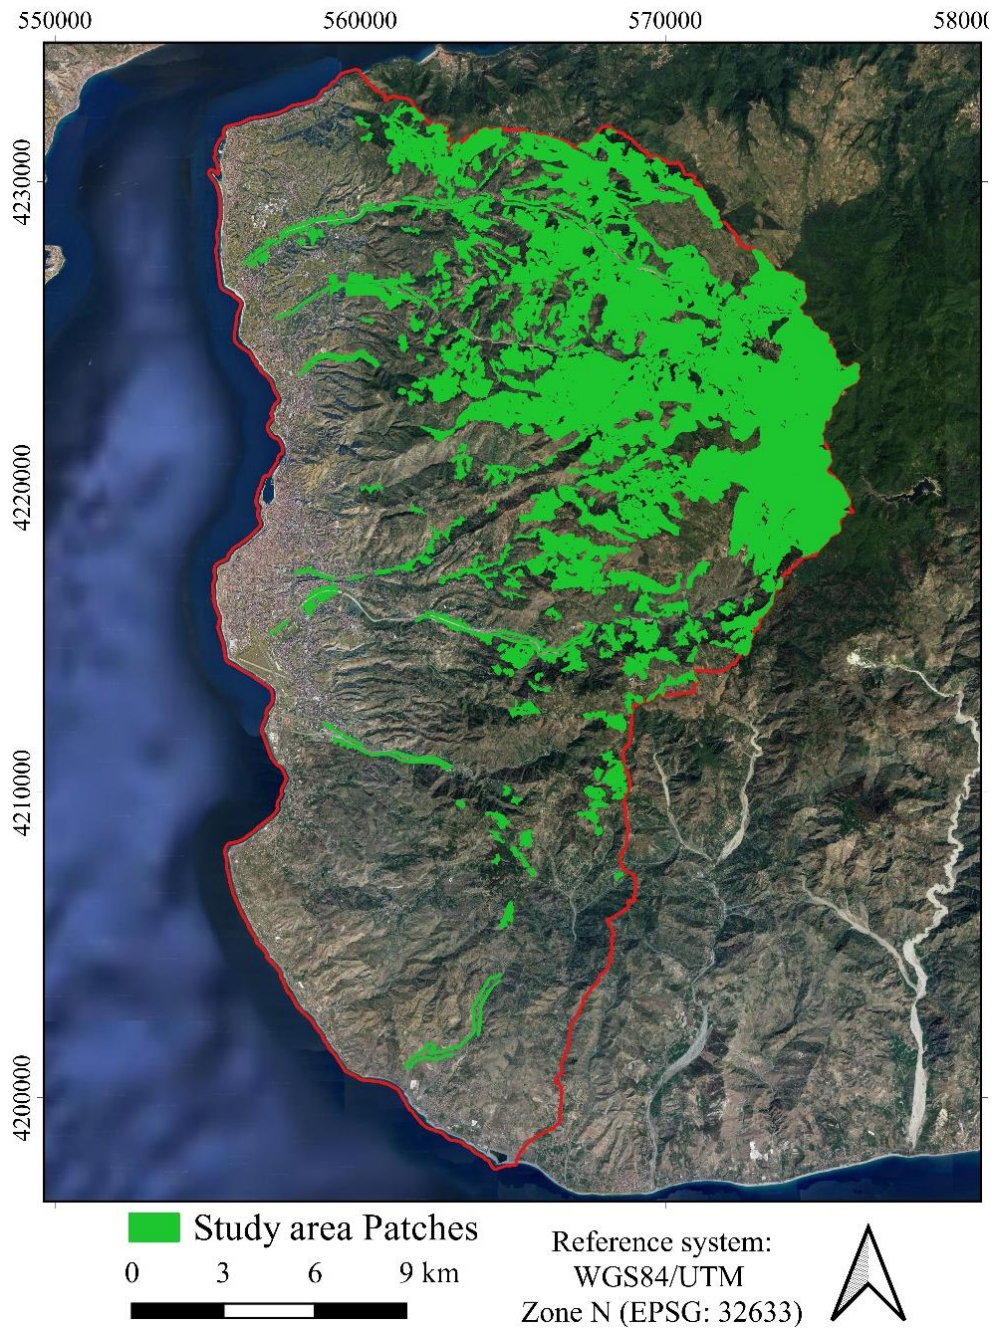 550000 560000 570000 5800
4230000
4220000
4210000
4200000
Study area Patches
0 3 6 9 km
Reference system:
WGS84/UTM
Zone N (EPSG: 32633)